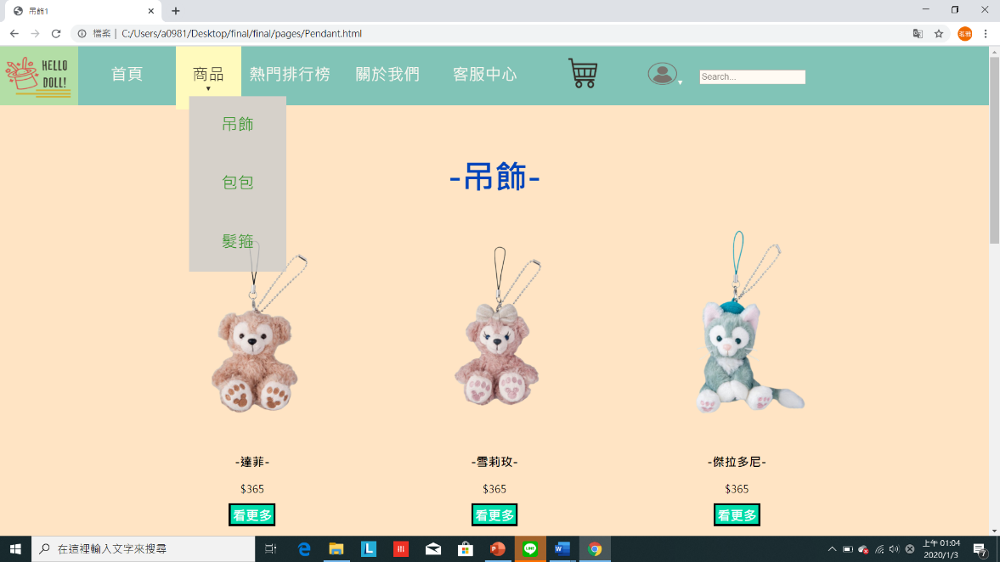 吊飾1
檔案 | C:/Users/a0981/Desktop/final/final/pages/Pendant.html
名雅
HELLO
DOLL!
首頁
商品
熱門排行榜
關於我們
客服中心
Search...
吊飾
包包
髮箍
-吊飾-
-達菲-
-雪莉玫-
-傑拉多尼-
$365
$365
$365
看更多
看更多
看更多
在這裡輸入文字來搜尋
上午 01:04
2020/1/3